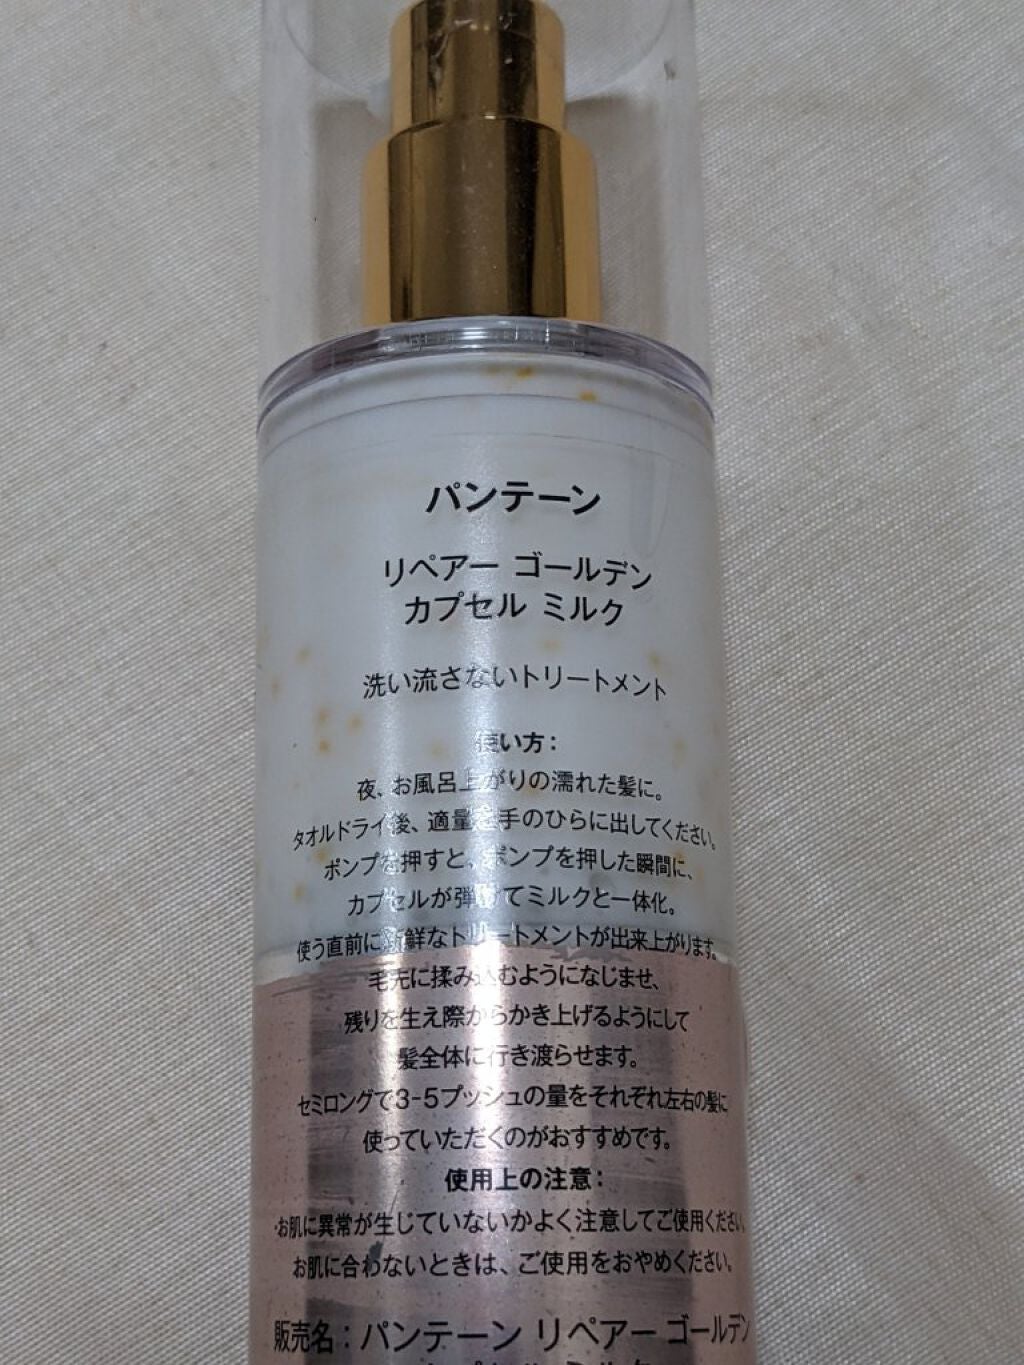 パンテーン
リペアー ゴールデン
カプセル ミルク
洗い流さないトリートメント
使い方：
夜、お風呂上がりの濡れた髪に。
タオルドライ後、適量を手のひらに出してください。
ポンプを押すと、ポンプを押した瞬間に、
カプセルが弾けてミルクと一体化。
使う直前に新鮮なトリートメントが出来上がります。
毛先に揉み込むようになじませ、
残りを生え際からかき上げるようにして
髪全体に行き渡らせます。
セミロングで3-5プッシュの量をそれぞれ左右の髪に
使っていただくのがおすすめです。
使用上の注意：
・お肌に異常が生じていないかよく注意してご使用ください。
お肌に合わないときは、ご使用をおやめください。
販売名：パンテーン リペアー ゴールデン
カプセル ミルク